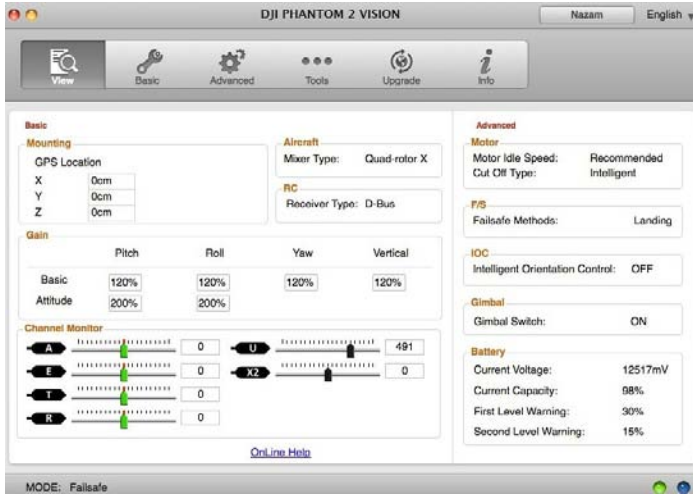 DJI PHANTOM 2 VISION
Nazam
English
View
Basic
Advanced
Tools
Upgrade
Info
Basic
Mounting
GPS Location
X 0cm
Y 0cm
Z 0cm
Aircraft
Mixer Type: Quad-rotor X
RC
Receiver Type: D-Bus
Gain
Pitch Roll Yaw Vertical
Basic 120% 120% 120% 120%
Attitude 200% 200%
Channel Monitor
A 0 U 491
E 0 X2 0
T 0
R 0
OnLine Help
Advanced
Motor
Motor Idle Speed: Recommended
Cut Off Type: Intelligent
F/S
Failsafe Methods: Landing
IOC
Intelligent Orientation Control: OFF
Gimbal
Gimbal Switch: ON
Battery
Current Voltage: 12517mV
Current Capacity: 98%
First Level Warning: 30%
Second Level Warning: 15%
MODE: Failsafe